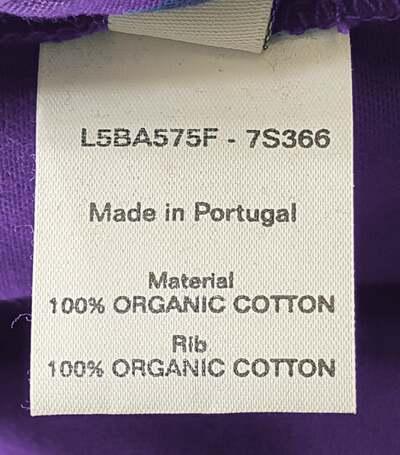 L5BA575F - 7S366
Made in Portugal
Material
100% ORGANIC COTTON
Rib
100% ORGANIC COTTON